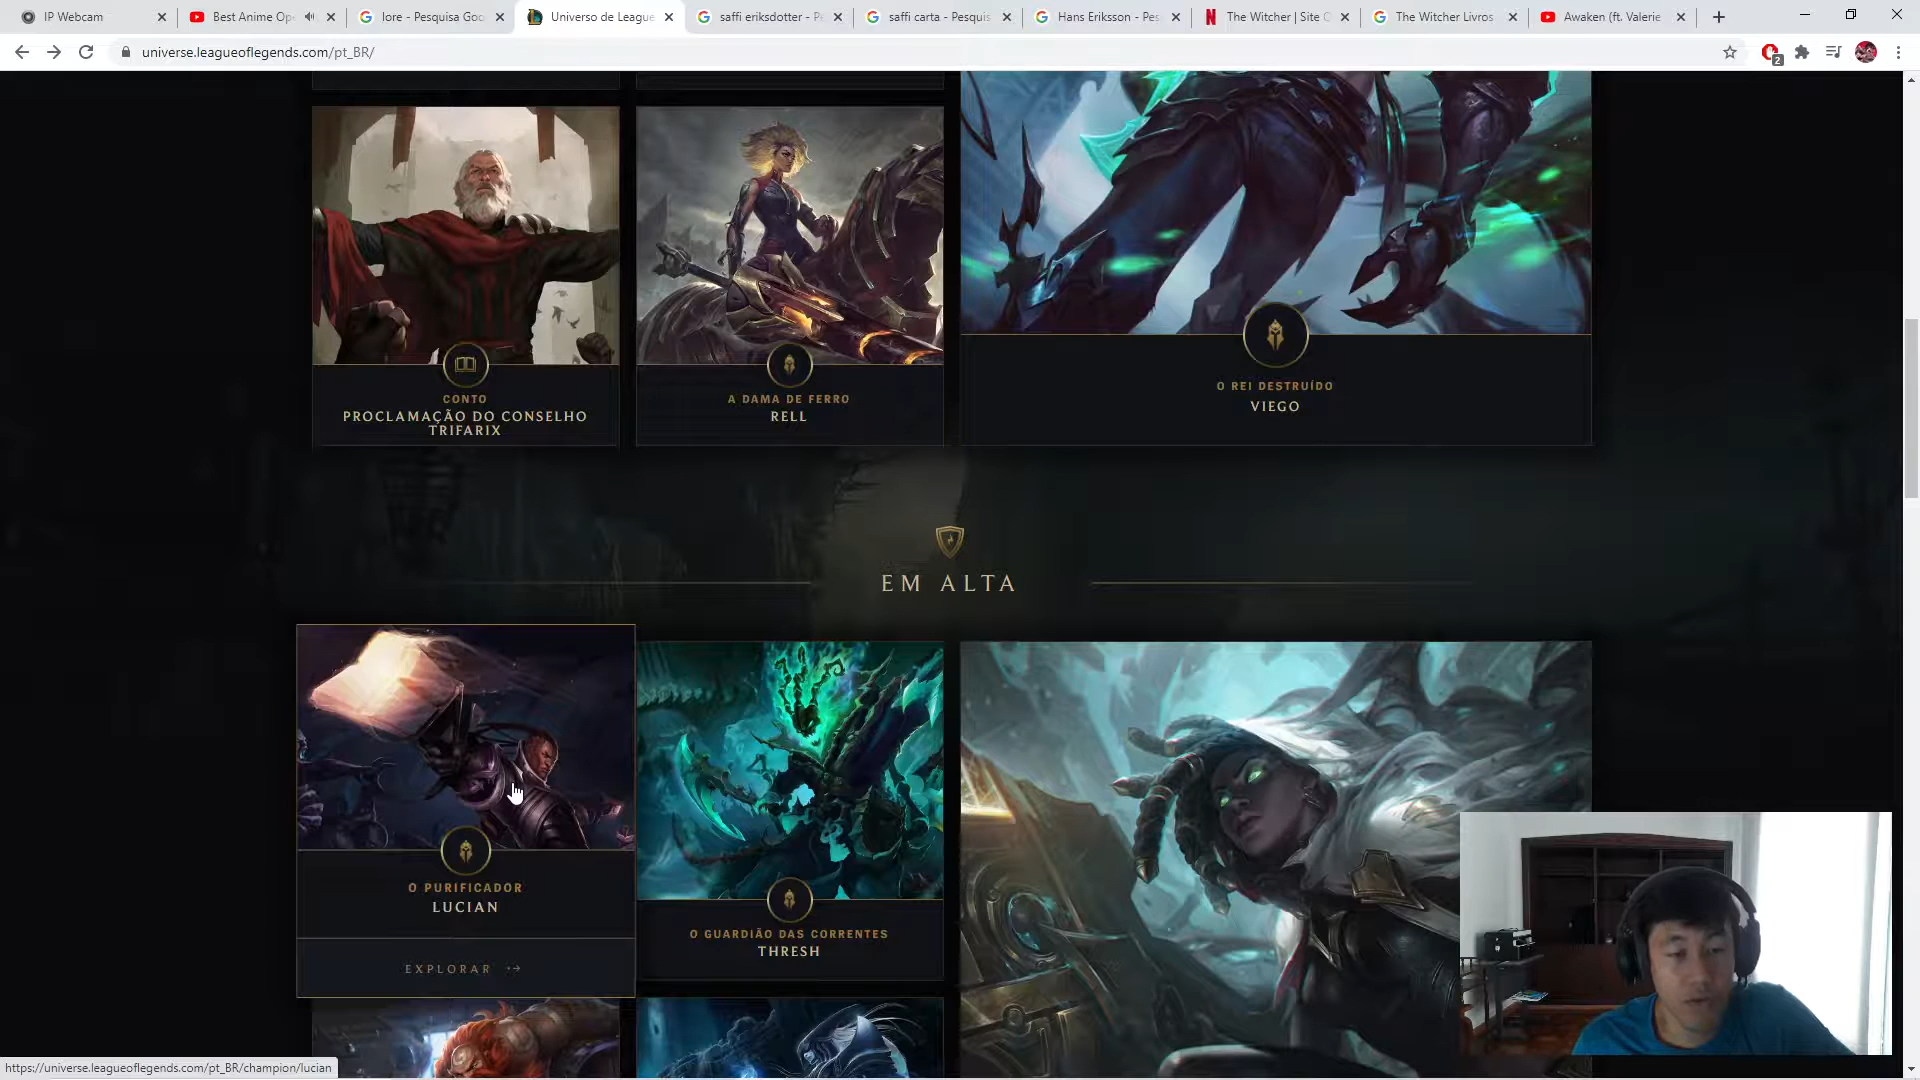 IP Webcam
Best Anime Ope
lore - Pesquisa Goo
Universo de League
saffi eriksdotter - P
saffi carta - Pesquis
Hans Eriksson - Pes
The Witcher | Site O
The Witcher Livros
Awaken (ft. Valerie
universe.leagueoflegends.com/pt_BR/
2
CONTO
PROCLAMAÇÃO DO CONSELHO
TRIFARIX
A DAMA DE FERRO
RELL
O REI DESTRUÍDO
VIEGO
EM ALTA
O PURIFICADOR
LUCIAN
EXPLORAR
O GUARDIÃO DAS CORRENTES
THRESH
https://universe.leagueoflegends.com/pt_BR/champion/lucian